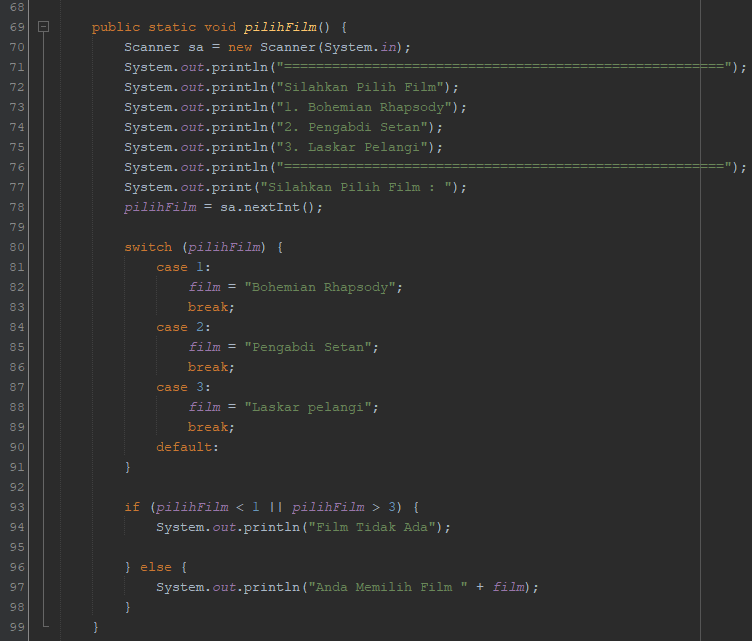 68
69 public static void pilihFilm() {
70 Scanner sa = new Scanner(System.in);
71 System.out.println("=======================================================");
72 System.out.println("Silahkan Pilih Film");
73 System.out.println("1. Bohemian Rhapsody");
74 System.out.println("2. Pengabdi Setan");
75 System.out.println("3. Laskar Pelangi");
76 System.out.println("=======================================================");
77 System.out.print("Silahkan Pilih Film : ");
78 pilihFilm = sa.nextInt();
79
80 switch (pilihFilm) {
81 case 1:
82 film = "Bohemian Rhapsody";
83 break;
84 case 2:
85 film = "Pengabdi Setan";
86 break;
87 case 3:
88 film = "Laskar pelangi";
89 break;
90 default:
91 }
92
93 if (pilihFilm < 1 || pilihFilm > 3) {
94 System.out.println("Film Tidak Ada");
95
96 } else {
97 System.out.println("Anda Memilih Film " + film);
98 }
99 }